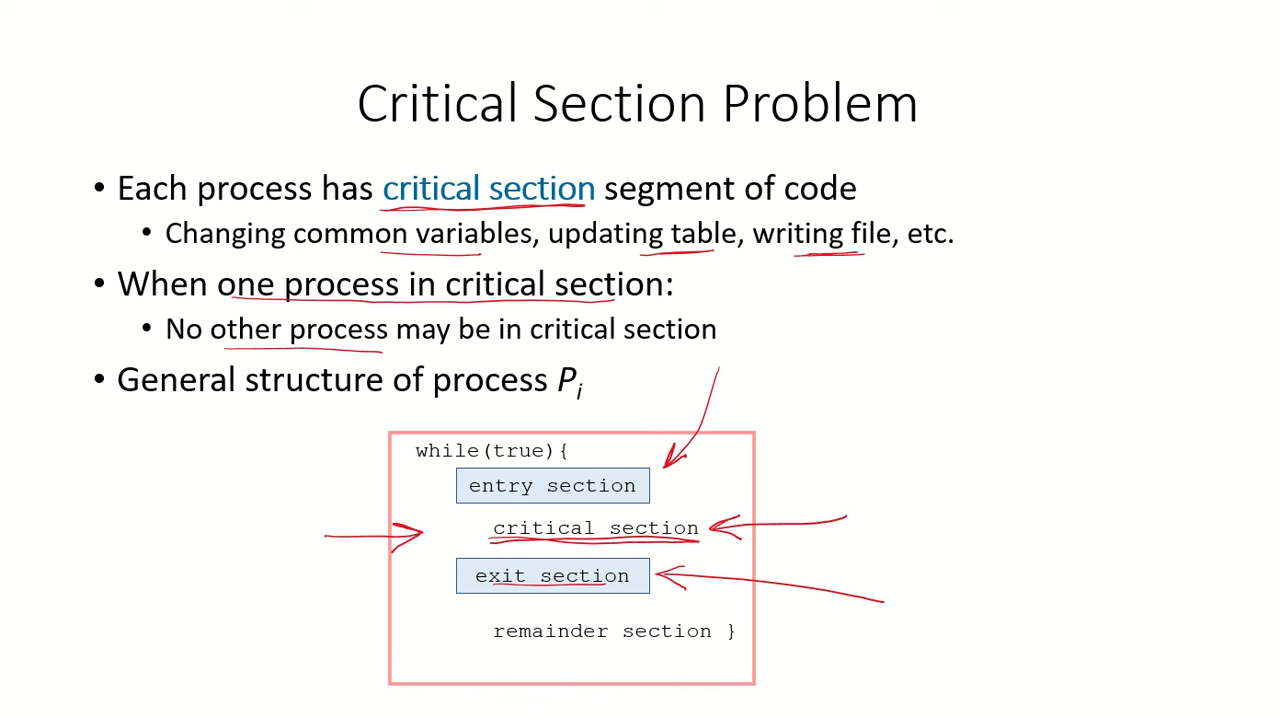 Critical Section Problem
• Each process has critical section segment of code
• Changing common variables, updating table, writing file, etc.
• When one process in critical section:
• No other process may be in critical section
• General structure of process Pi
while(true){
entry section
critical section
exit section
remainder section }